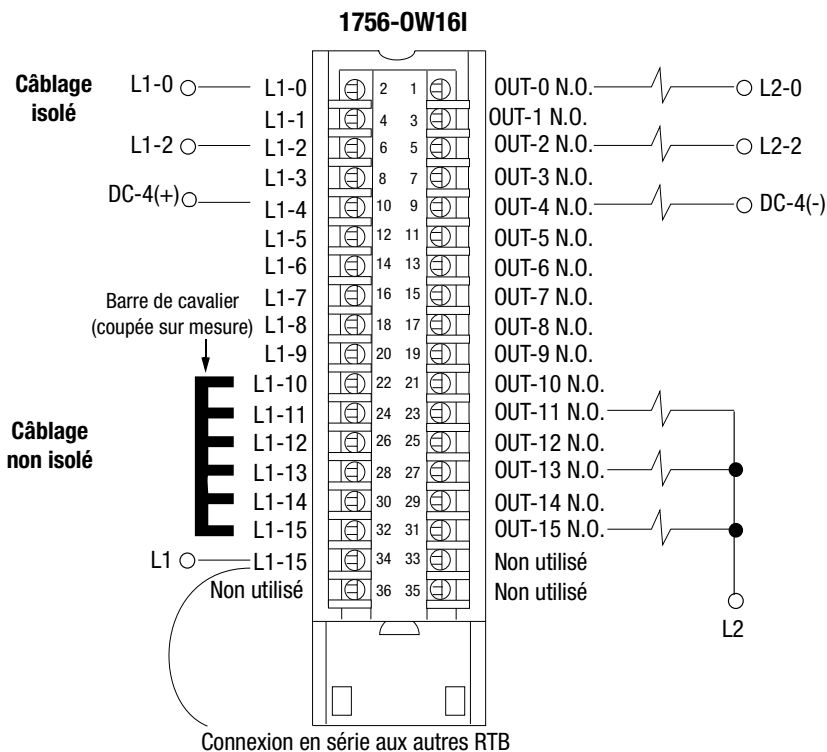 1756-OW16I
Câblage
isolé
L1-0 L1-0 2 1 OUT-0 N.O. L2-0
L1-1 4 3 OUT-1 N.O.
L1-2 L1-2 6 5 OUT-2 N.O. L2-2
L1-3 8 7 OUT-3 N.O.
DC-4(+) L1-4 10 9 OUT-4 N.O. DC-4(-)
L1-5 12 11 OUT-5 N.O.
L1-6 14 13 OUT-6 N.O.
L1-7 16 15 OUT-7 N.O.
Barre de cavalier
(coupée sur mesure)
L1-8 18 17 OUT-8 N.O.
L1-9 20 19 OUT-9 N.O.
L1-10 22 21 OUT-10 N.O.
L1-11 24 23 OUT-11 N.O.
Câblage
non isolé
L1-12 26 25 OUT-12 N.O.
L1-13 28 27 OUT-13 N.O.
L1-14 30 29 OUT-14 N.O.
L1-15 32 31 OUT-15 N.O.
L1 L1-15 34 33 Non utilisé
Non utilisé 36 35 Non utilisé
L2
Connexion en série aux autres RTB